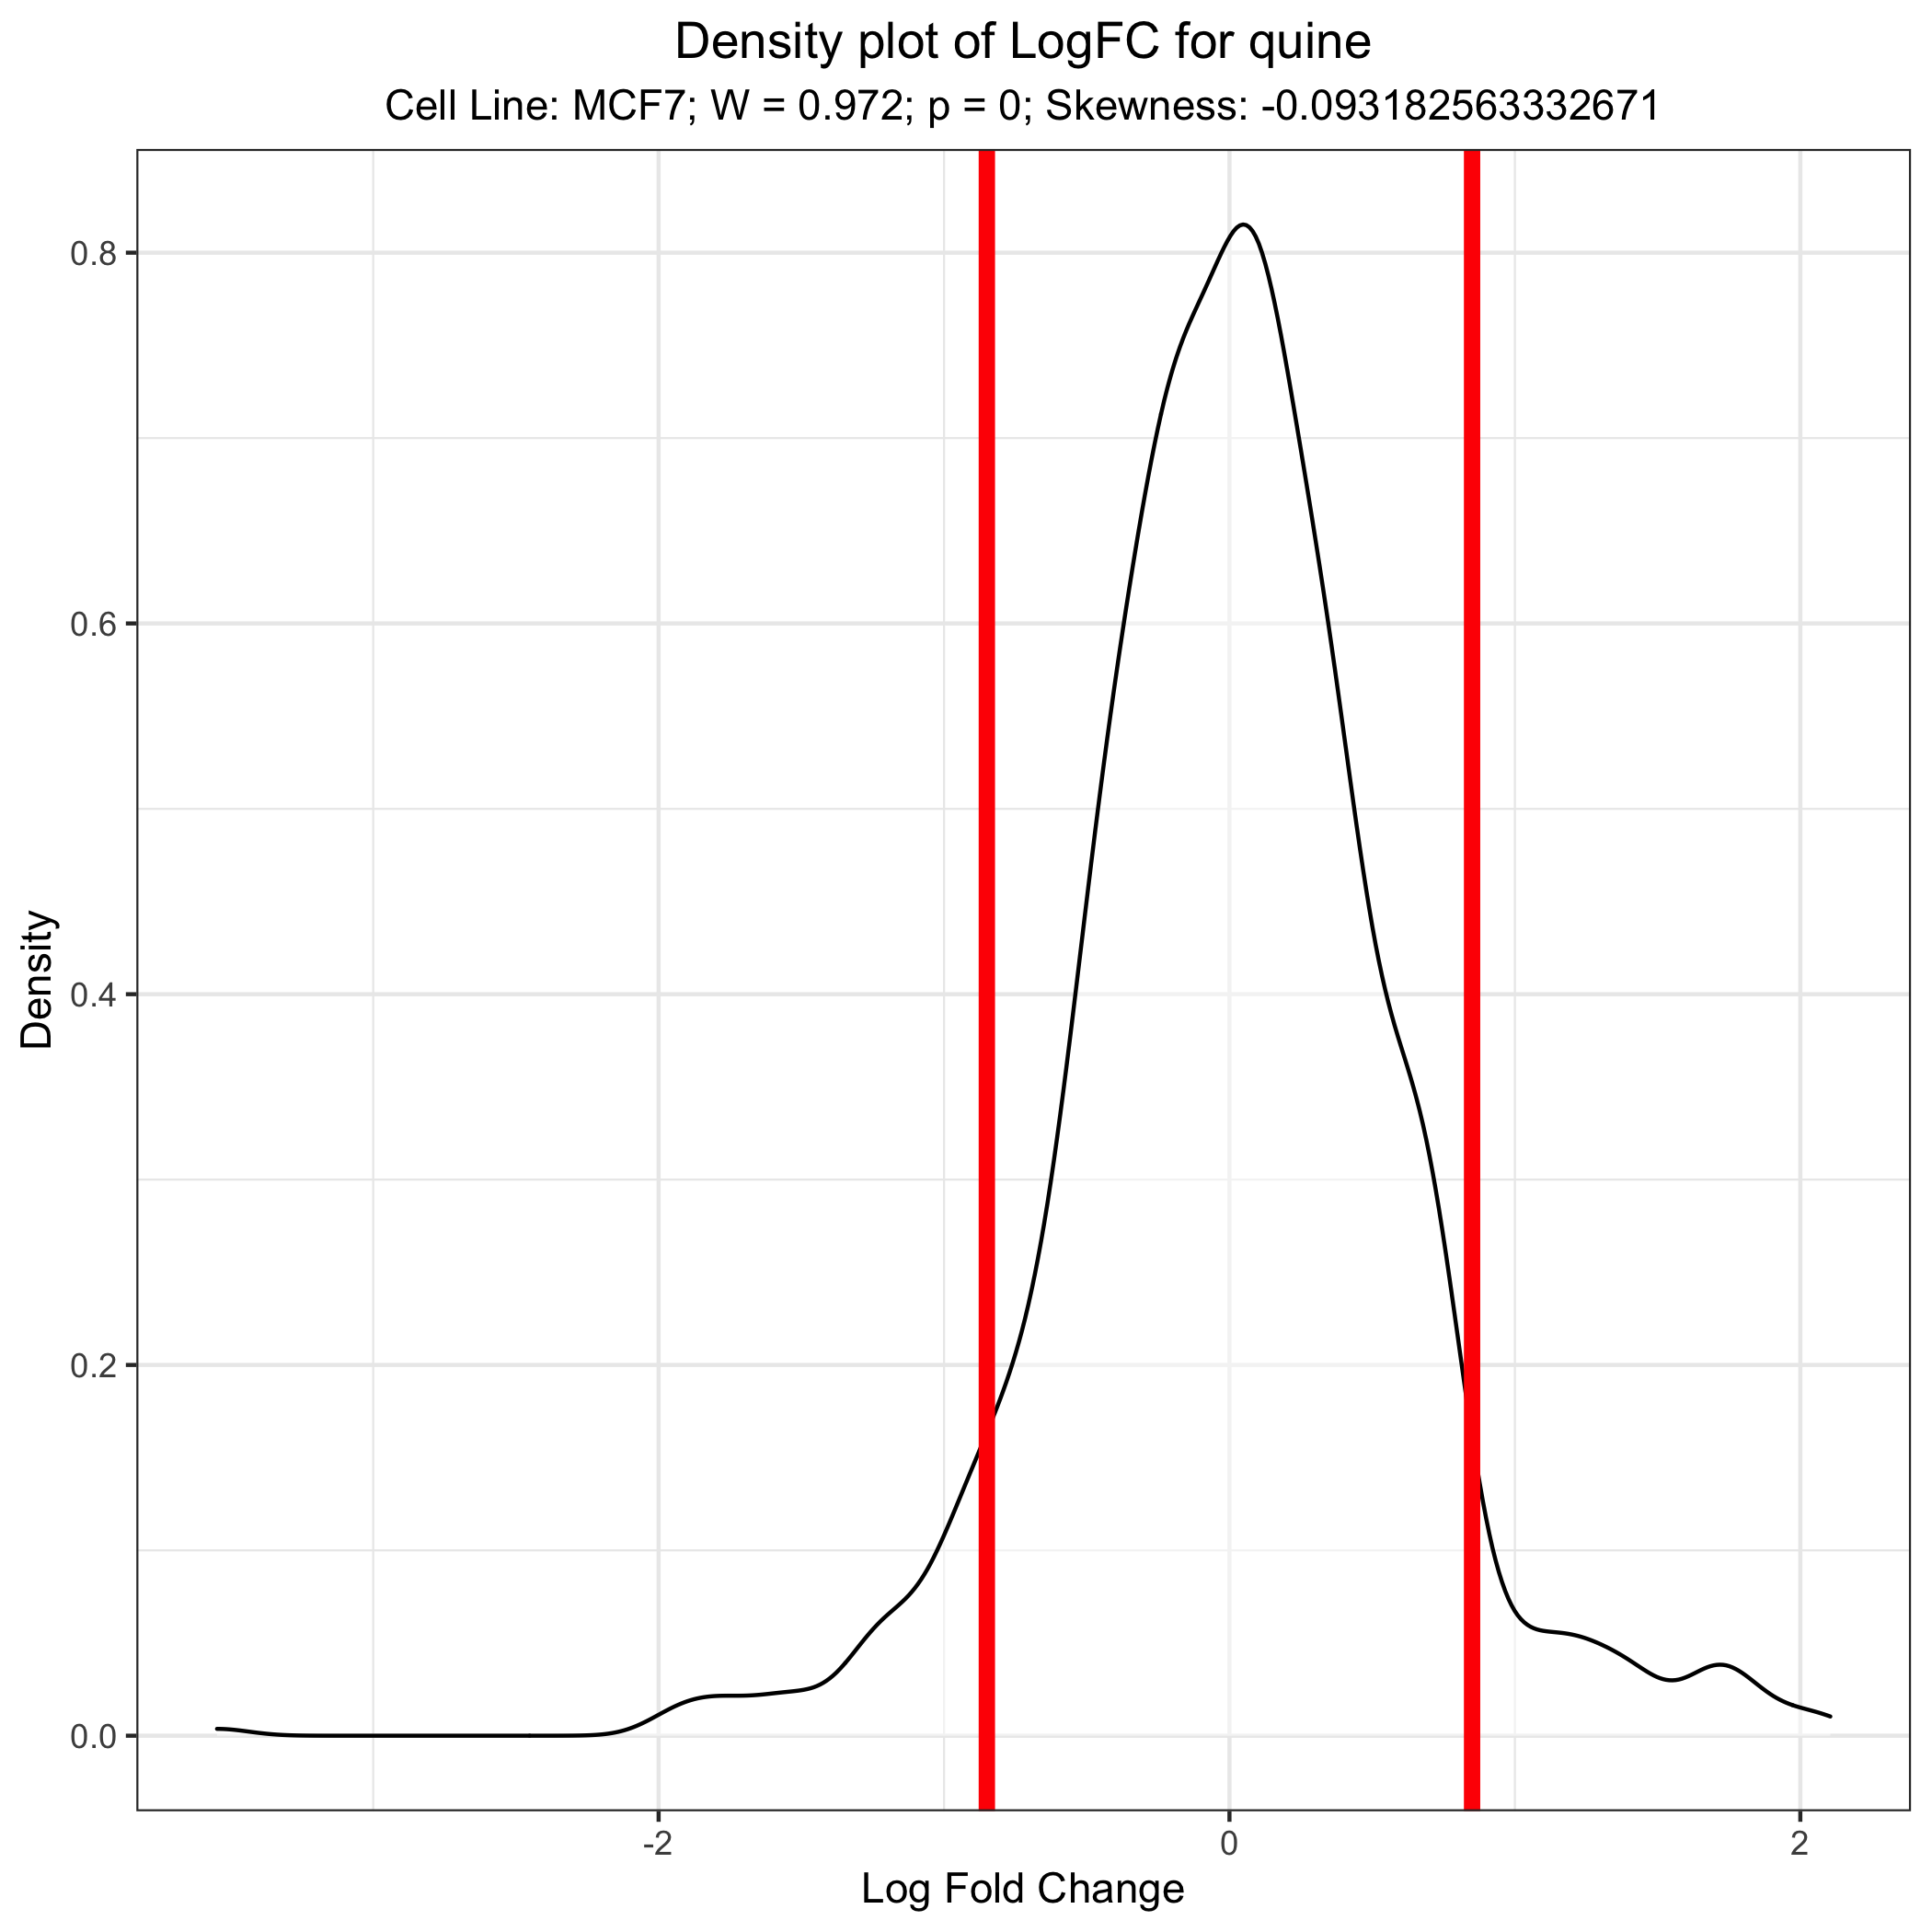 Density plot of LogFC for quine
Cell Line: MCF7; W = 0.972; p = 0; Skewness: -0.093182563332671
0.8
0.6
0.4
0.2
0.0
Density
-2
0
2
Log Fold Change